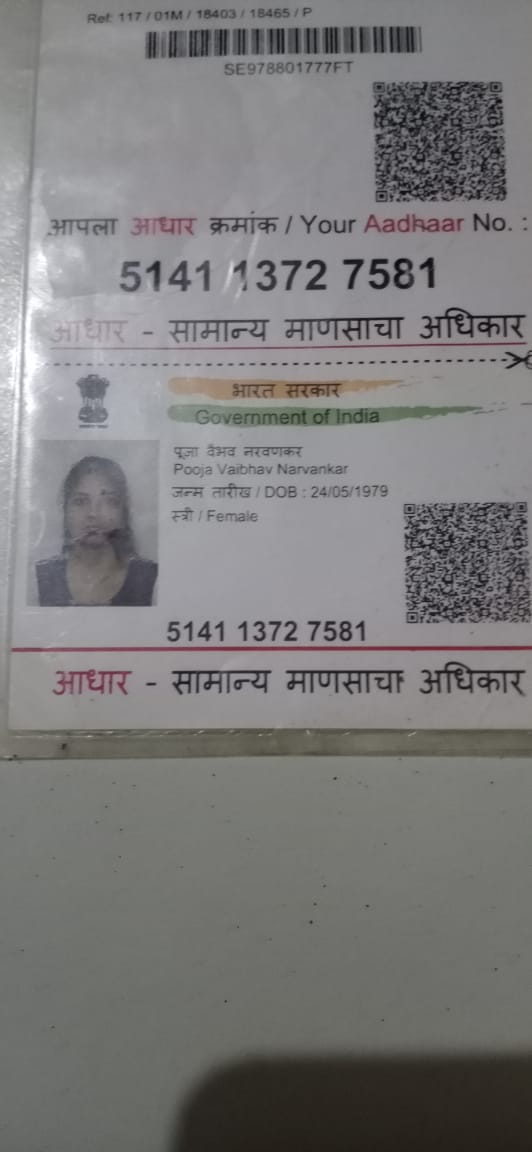 Ref: 117 / 01M / 18403 / 18465 / P
SE978801777FT
आपला आधार क्रमांक / Your Aadhaar No. :
5141 1372 7581
आधार - सामान्य माणसाचा अधिकार
भारत सरकार
Government of India
पूजा वैभव नरवणकर
Pooja Vaibhav Narvankar
जन्म तारीख / DOB : 24/05/1979
स्त्री / Female
5141 1372 7581
आधार - सामान्य माणसाचा अधिकार